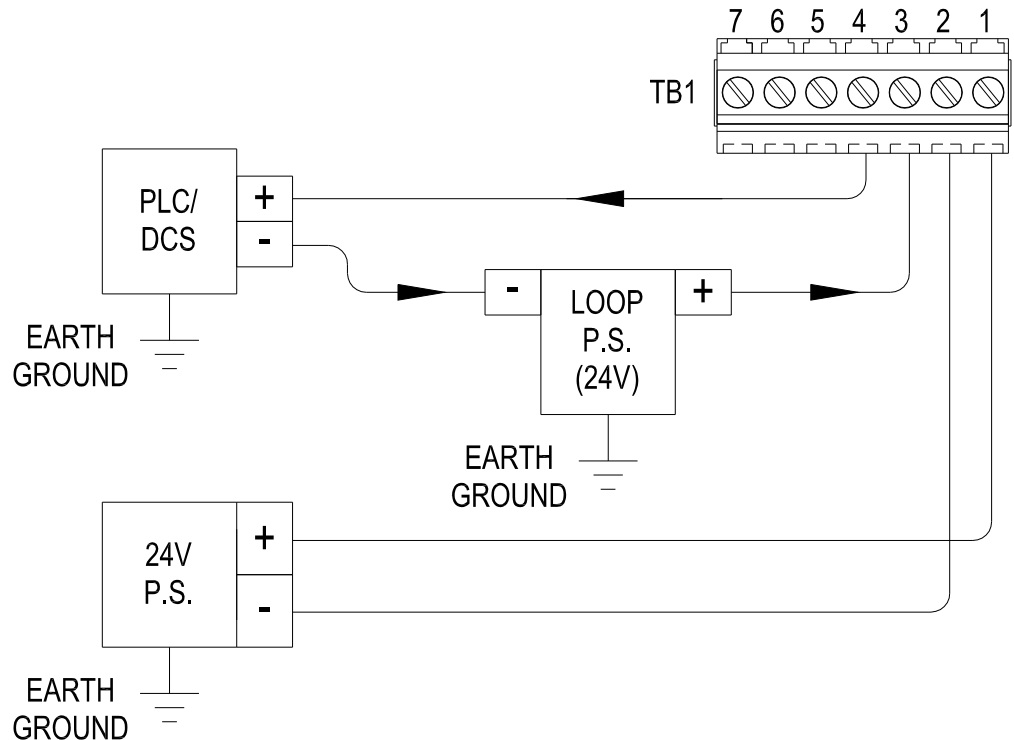 7 6 5 4 3 2 1
TB1
PLC/
DCS
+
-
EARTH
GROUND
-
LOOP
P.S.
(24V)
+
EARTH
GROUND
24V
P.S.
+
-
EARTH
GROUND